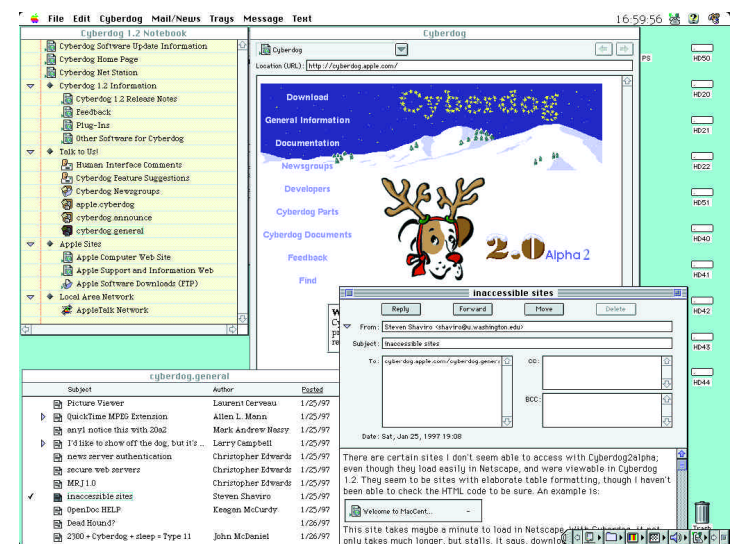 File Edit Cyberdog Mail/News Trays Message Text 16:59:56
Cyberdog 1.2 Notebook
Cyberdog Software Update Information
Cyberdog Home Page
Cyberdog Net Station
Cyberdog 1.2 Information
Cyberdog 1.2 Release Notes
Feedback
Plug-Ins
Other Software for Cyberdog
Talk to Us!
Human Interface Comments
Cyberdog Feature Suggestions
Cyberdog Newsgroups
apple.cyberdog
cyberdog.announce
cyberdog.general
Apple Sites
Apple Computer Web Site
Apple Support and Information Web
Apple Software Downloads (FTP)
Local Area Network
AppleTalk Network
Cyberdog
Cyberdog
Location (URL): http://cyberdog.apple.com/
Download
General Information
Documentation
Newsgroups
Developers
Cyberdog Parts
Cyberdog Documents
Feedback
Find
Cyberdog
2.0 Alpha 2
PS
HD50
HD20
HD21
HD22
HD51
HD40
HD41
HD42
HD43
HD44
Trash
cyberdog.general
Subject Author Posted
Picture Viewer Laurent Cerveau 1/25/97
QuickTime MPEG Extension Allen L. Mann 1/25/97
any1 notice this with 20a2 Mark Andrew Nassy 1/25/97
I'd like to show off the dog, but it's ... Larry Campbell 1/25/97
news server authentication Christopher Edwards 1/25/97
secure web servers Christopher Edwards 1/25/97
MRJ 1.0 Christopher Edwards 1/25/97
inaccessible sites Steven Shaviro 1/25/97
OpenDoc HELP Keegan McCurdy 1/25/97
Dead Hound? 1/26/97
2300 + Cyberdog + sleep = Type 11 John McDaniel 1/26/97
inaccessible sites
Reply Forward Move Delete
From: Steven Shaviro <shaviro@u.washington.edu>
Subject: inaccessible sites
To: cyberdog.apple.com/cyberdog.genera
CC:
BCC:
Date: Sat, Jan 25, 1997 19:08
There are certain sites I don't seem able to access with Cyberdog2alpha;
even though they load easily in Netscape, and were viewable in Cyberdog
1.2. They seem to be sites with elaborate table formatting, though I haven't
been able to check the HTML code to be sure. An example is:
Welcome to MacCent...
This site takes maybe a minute to load in Netscape. With Cyberdog, it not
only takes much longer, but stalls. it says, downlo